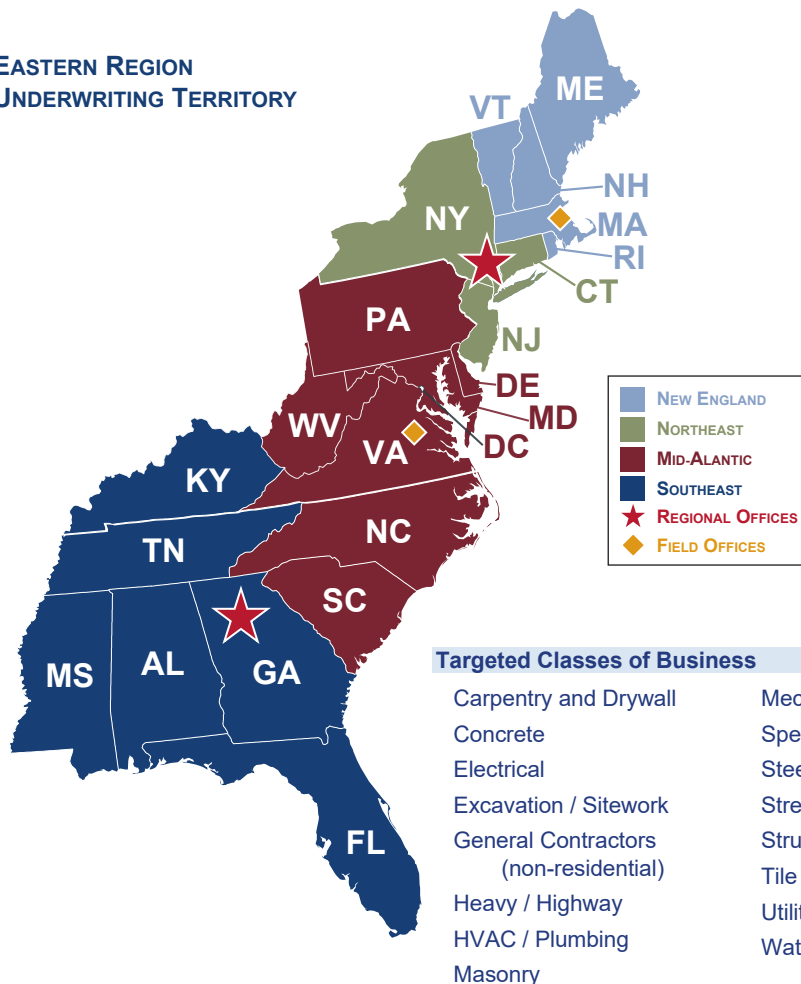 EASTERN REGION
UNDERWRITING TERRITORY
ME
VT
NH
NY
MA
RI
CT
PA
NJ
DE
MD
WV
DC
VA
KY
NC
TN
SC
MS
AL
GA
FL
NEW ENGLAND
NORTHEAST
MID-ALANTIC
SOUTHEAST
REGIONAL OFFICES
FIELD OFFICES
Targeted Classes of Business
Carpentry and Drywall
Concrete
Electrical
Excavation / Sitework
General Contractors
(non-residential)
Heavy / Highway
HVAC / Plumbing
Masonry
Tile